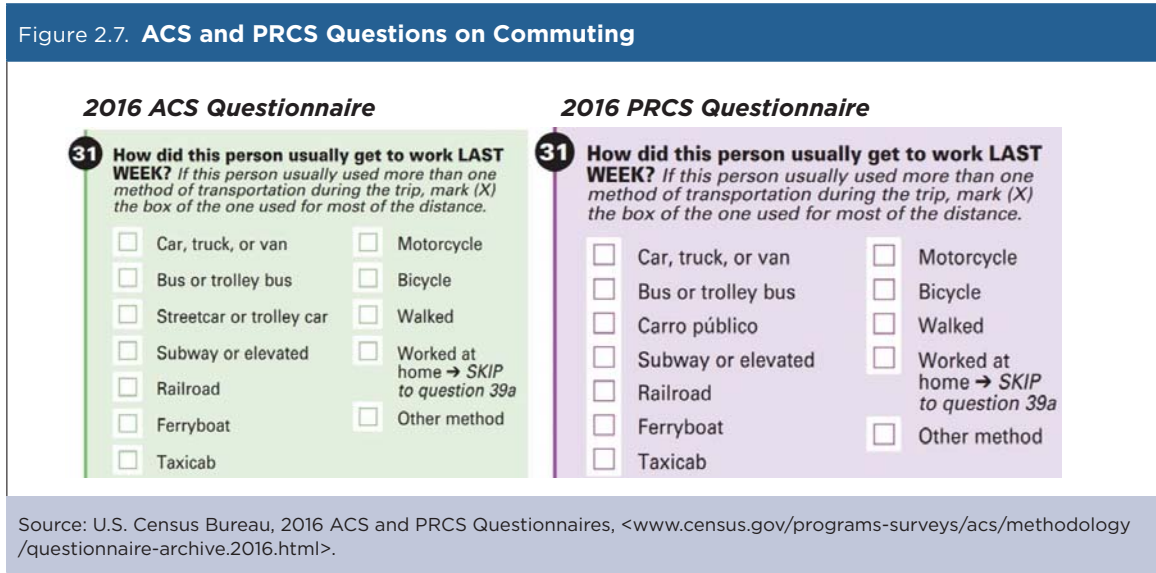 Figure 2.7. ACS and PRCS Questions on Commuting
2016 ACS Questionnaire
31 How did this person usually get to work LAST
WEEK? If this person usually used more than one
method of transportation during the trip, mark (X)
the box of the one used for most of the distance.
Car, truck, or van
Bus or trolley bus
Streetcar or trolley car
Subway or elevated
Railroad
Ferryboat
Taxicab
Motorcycle
Bicycle
Walked
Worked at
home ➔ SKIP
to question 39a
Other method
2016 PRCS Questionnaire
31 How did this person usually get to work LAST
WEEK? If this person usually used more than one
method of transportation during the trip, mark (X)
the box of the one used for most of the distance.
Car, truck, or van
Bus or trolley bus
Carro público
Subway or elevated
Railroad
Ferryboat
Taxicab
Motorcycle
Bicycle
Walked
Worked at
home ➔ SKIP
to question 39a
Other method
Source: U.S. Census Bureau, 2016 ACS and PRCS Questionnaires, <www.census.gov/programs-surveys/acs/methodology
/questionnaire-archive.2016.html>.